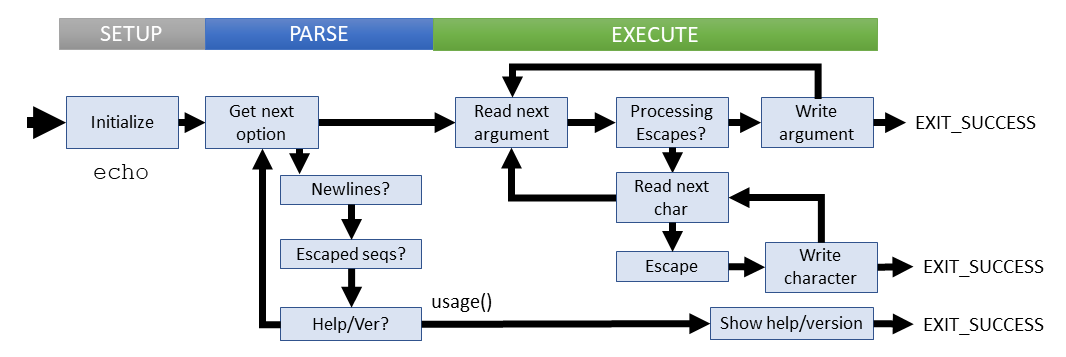 SETUP
PARSE
EXECUTE
Initialize
Get next
option
Read next
argument
Processing
Escapes?
Write
argument
EXIT_SUCCESS
echo
Newlines?
Read next
char
Escaped seqs?
Escape
Write
character
EXIT_SUCCESS
Help/Ver?
usage()
Show help/version
EXIT_SUCCESS